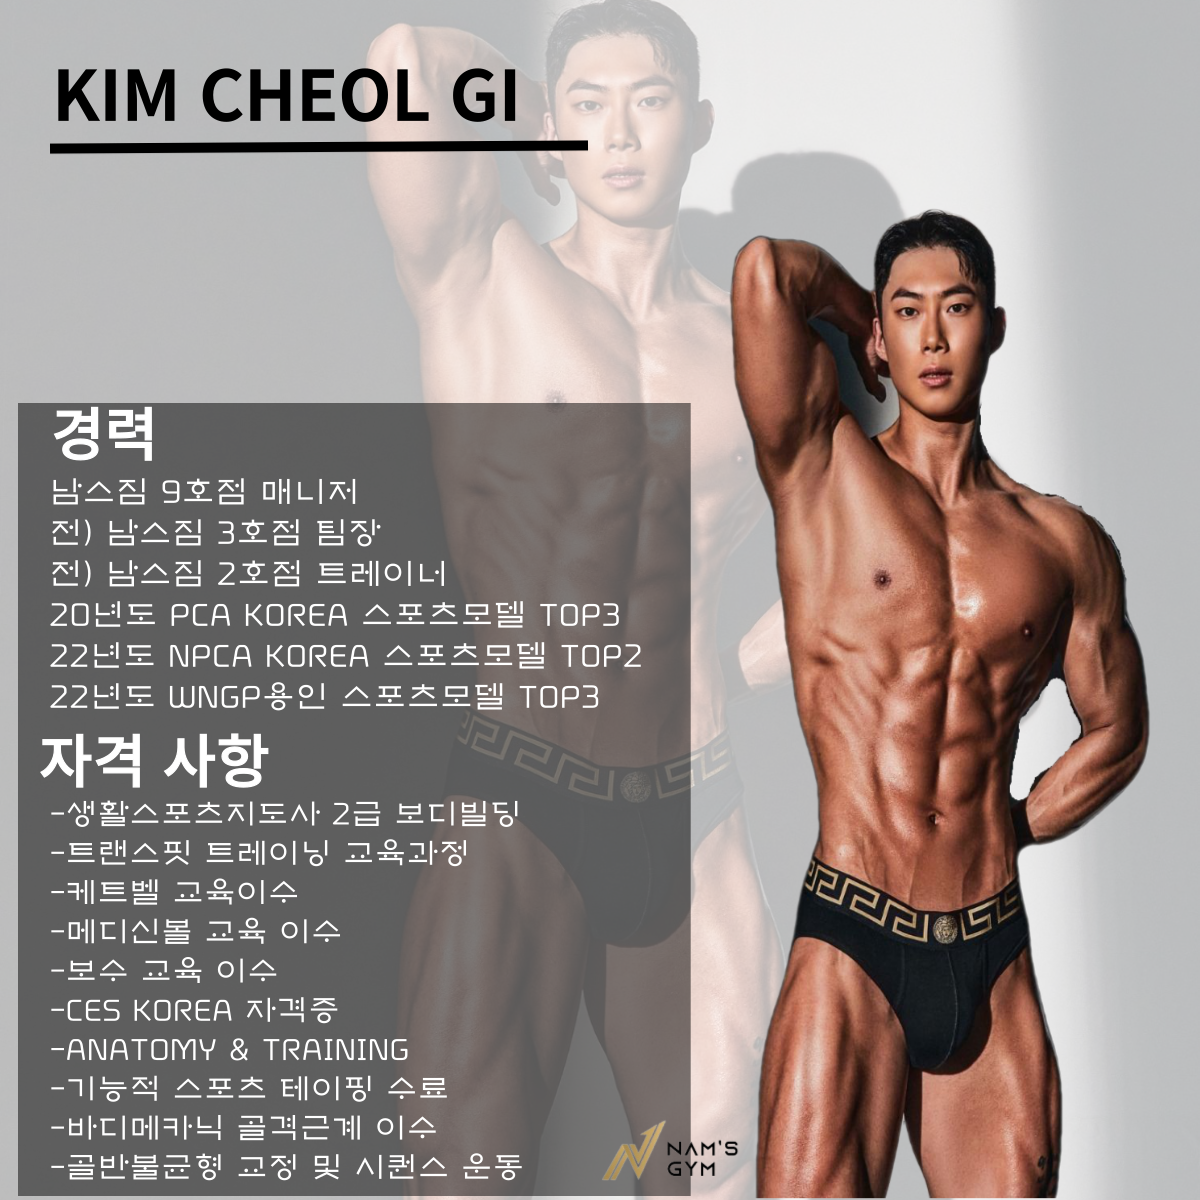 KIM CHEOL GI
경력
남스짐 9호점 매니저
전) 남스짐 3호점 팀장
전) 남스짐 2호점 트레이너
20년도 PCA KOREA 스포츠모델 TOP3
22년도 NPCA KOREA 스포츠모델 TOP2
22년도 WNGP용인 스포츠모델 TOP3
자격 사항
-생활스포츠지도사 2급 보디빌딩
-트랜스핏 트레이닝 교육과정
-케트벨 교육이수
-메디신볼 교육 이수
-보수 교육 이수
-CES KOREA 자격증
-ANATOMY & TRAINING
-기능적 스포츠 테이핑 수료
-바디메카닉 골격근계 이수
-골반불균형 교정 및 시퀀스 운동
NAM'S
GYM